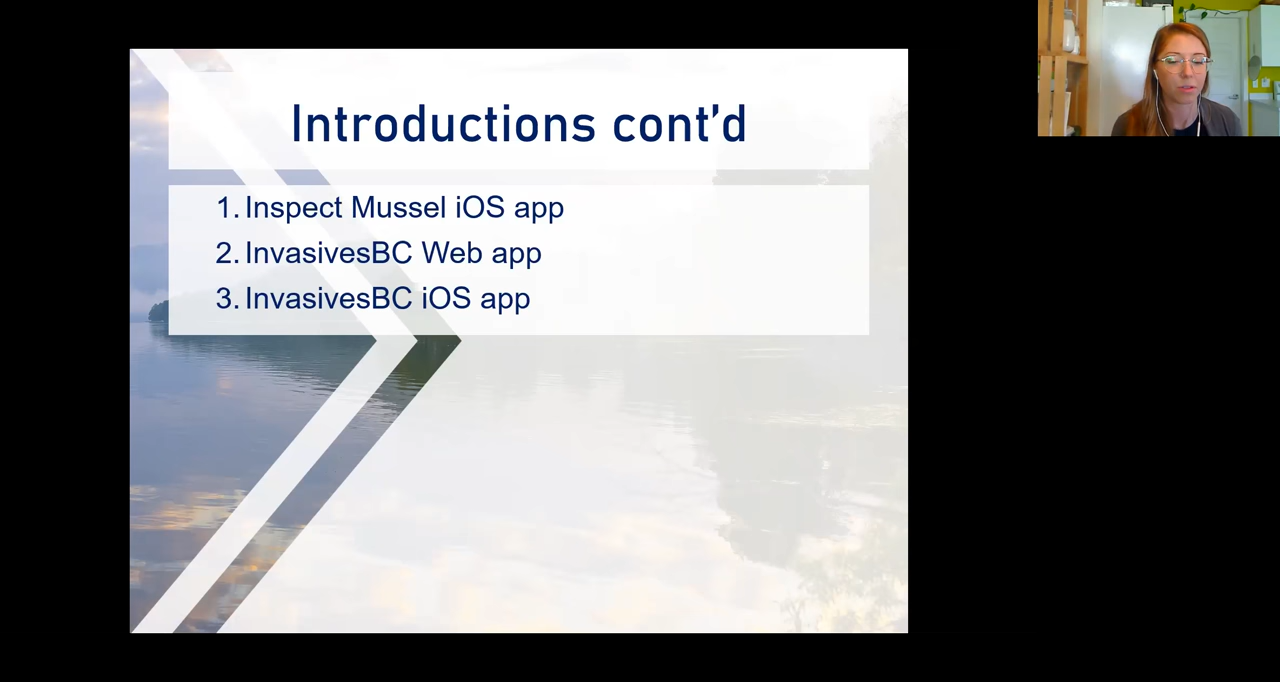 Introductions cont’d
1. Inspect Mussel iOS app
2. InvasivesBC Web app
3. InvasivesBC iOS app